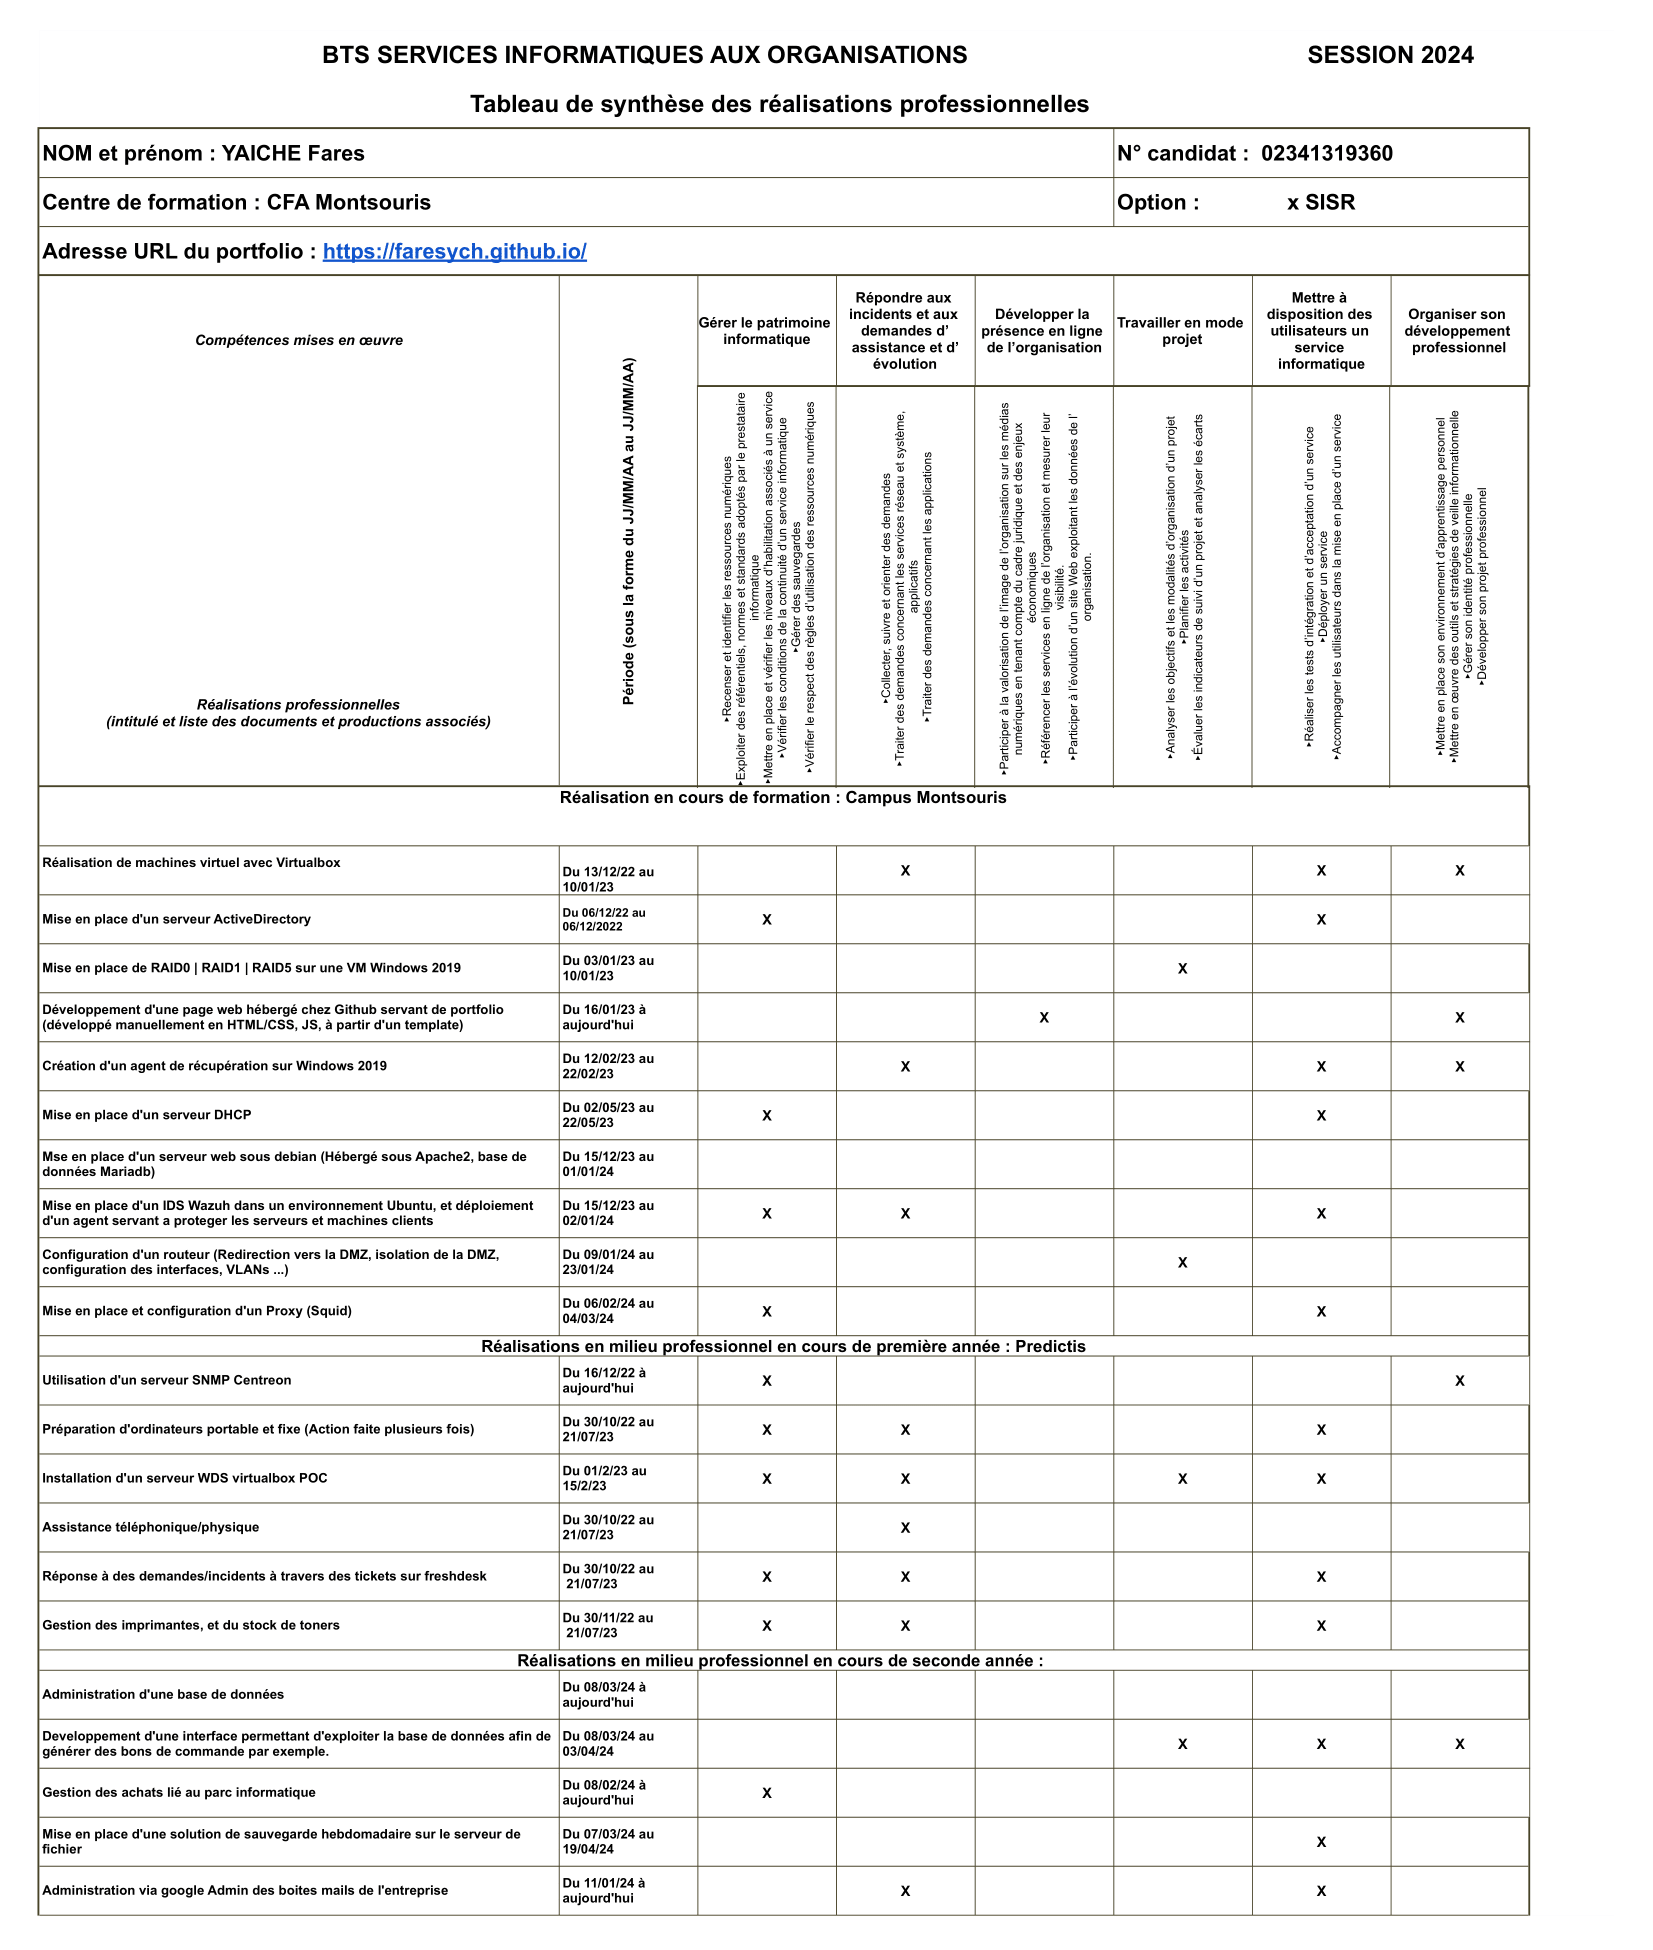 BTS SERVICES INFORMATIQUES AUX ORGANISATIONS SESSION 2024
Tableau de synthèse des réalisations professionnelles
NOM et prénom : YAICHE Fares N° candidat : 02341319360
Centre de formation : CFA Montsouris Option : x SISR
Adresse URL du portfolio : https://faresych.github.io/
Compétences mises en œuvre
Réalisations professionnelles
(intitulé et liste des documents et productions associés)
Période (sous la forme du JJ/MM/AA au JJ/MM/AA)
Gérer le patrimoine
informatique
Répondre aux
incidents et aux
demandes d’
assistance et d’
évolution
Développer la
présence en ligne
de l’organisation
Travailler en mode
projet
Mettre à
disposition des
utilisateurs un
service
informatique
Organiser son
développement
professionnel
▸Recenser et identifier les ressources numériques
▸Exploiter des référentiels, normes et standards adoptés par le prestataire
informatique
▸Mettre en place et vérifier les niveaux d’habilitation associés à un service
▸Vérifier les conditions de la continuité d’un service informatique
▸Gérer des sauvegardes
▸Vérifier le respect des règles d’utilisation des ressources numériques
▸Collecter, suivre et orienter des demandes
▸Traiter des demandes concernant les services réseau et système,
applicatifs
▸Traiter des demandes concernant les applications
▸Participer à la valorisation de l’image de l’organisation sur les médias
numériques en tenant compte du cadre juridique et des enjeux
économiques
▸Référencer les services en ligne de l’organisation et mesurer leur
visibilité.
▸Participer à l’évolution d’un site Web exploitant les données de l’
organisation.
▸Analyser les objectifs et les modalités d’organisation d’un projet
▸Planifier les activités
▸Évaluer les indicateurs de suivi d’un projet et analyser les écarts
▸Réaliser les tests d’intégration et d’acceptation d’un service
▸Déployer un service
▸Accompagner les utilisateurs dans la mise en place d’un service
▸Mettre en place son environnement d’apprentissage personnel
▸Mettre en œuvre des outils et stratégies de veille informationnelle
▸Gérer son identité professionnelle
▸Développer son projet professionnel
Réalisation en cours de formation : Campus Montsouris
Réalisation de machines virtuel avec Virtualbox
Du 13/12/22 au
10/01/23
X X X
Mise en place d'un serveur ActiveDirectory
Du 06/12/22 au
06/12/2022
X X
Mise en place de RAID0 | RAID1 | RAID5 sur une VM Windows 2019
Du 03/01/23 au
10/01/23
X
Développement d'une page web hébergé chez Github servant de portfolio
(développé manuellement en HTML/CSS, JS, à partir d'un template)
Du 16/01/23 à
aujourd'hui
X X
Création d'un agent de récupération sur Windows 2019
Du 12/02/23 au
22/02/23
X X X
Mise en place d'un serveur DHCP
Du 02/05/23 au
22/05/23
X X
Mse en place d'un serveur web sous debian (Hébergé sous Apache2, base de
données Mariadb)
Du 15/12/23 au
01/01/24
Mise en place d'un IDS Wazuh dans un environnement Ubuntu, et déploiement
d'un agent servant a proteger les serveurs et machines clients
Du 15/12/23 au
02/01/24
X X X
Configuration d'un routeur (Redirection vers la DMZ, isolation de la DMZ,
configuration des interfaces, VLANs ...)
Du 09/01/24 au
23/01/24
X
Mise en place et configuration d'un Proxy (Squid)
Du 06/02/24 au
04/03/24
X X
Réalisations en milieu professionnel en cours de première année : Predictis
Utilisation d'un serveur SNMP Centreon
Du 16/12/22 à
aujourd'hui
X X
Préparation d'ordinateurs portable et fixe (Action faite plusieurs fois)
Du 30/10/22 au
21/07/23
X X X
Installation d'un serveur WDS virtualbox POC
Du 01/2/23 au
15/2/23
X X X X
Assistance téléphonique/physique
Du 30/10/22 au
21/07/23
X
Réponse à des demandes/incidents à travers des tickets sur freshdesk
Du 30/10/22 au
21/07/23
X X X
Gestion des imprimantes, et du stock de toners
Du 30/11/22 au
21/07/23
X X X
Réalisations en milieu professionnel en cours de seconde année :
Administration d'une base de données
Du 08/03/24 à
aujourd'hui
Developpement d'une interface permettant d'exploiter la base de données afin de
générer des bons de commande par exemple.
Du 08/03/24 au
03/04/24
X X X
Gestion des achats lié au parc informatique
Du 08/02/24 à
aujourd'hui
X
Mise en place d'une solution de sauvegarde hebdomadaire sur le serveur de
fichier
Du 07/03/24 au
19/04/24
X
Administration via google Admin des boites mails de l'entreprise
Du 11/01/24 à
aujourd'hui
X X